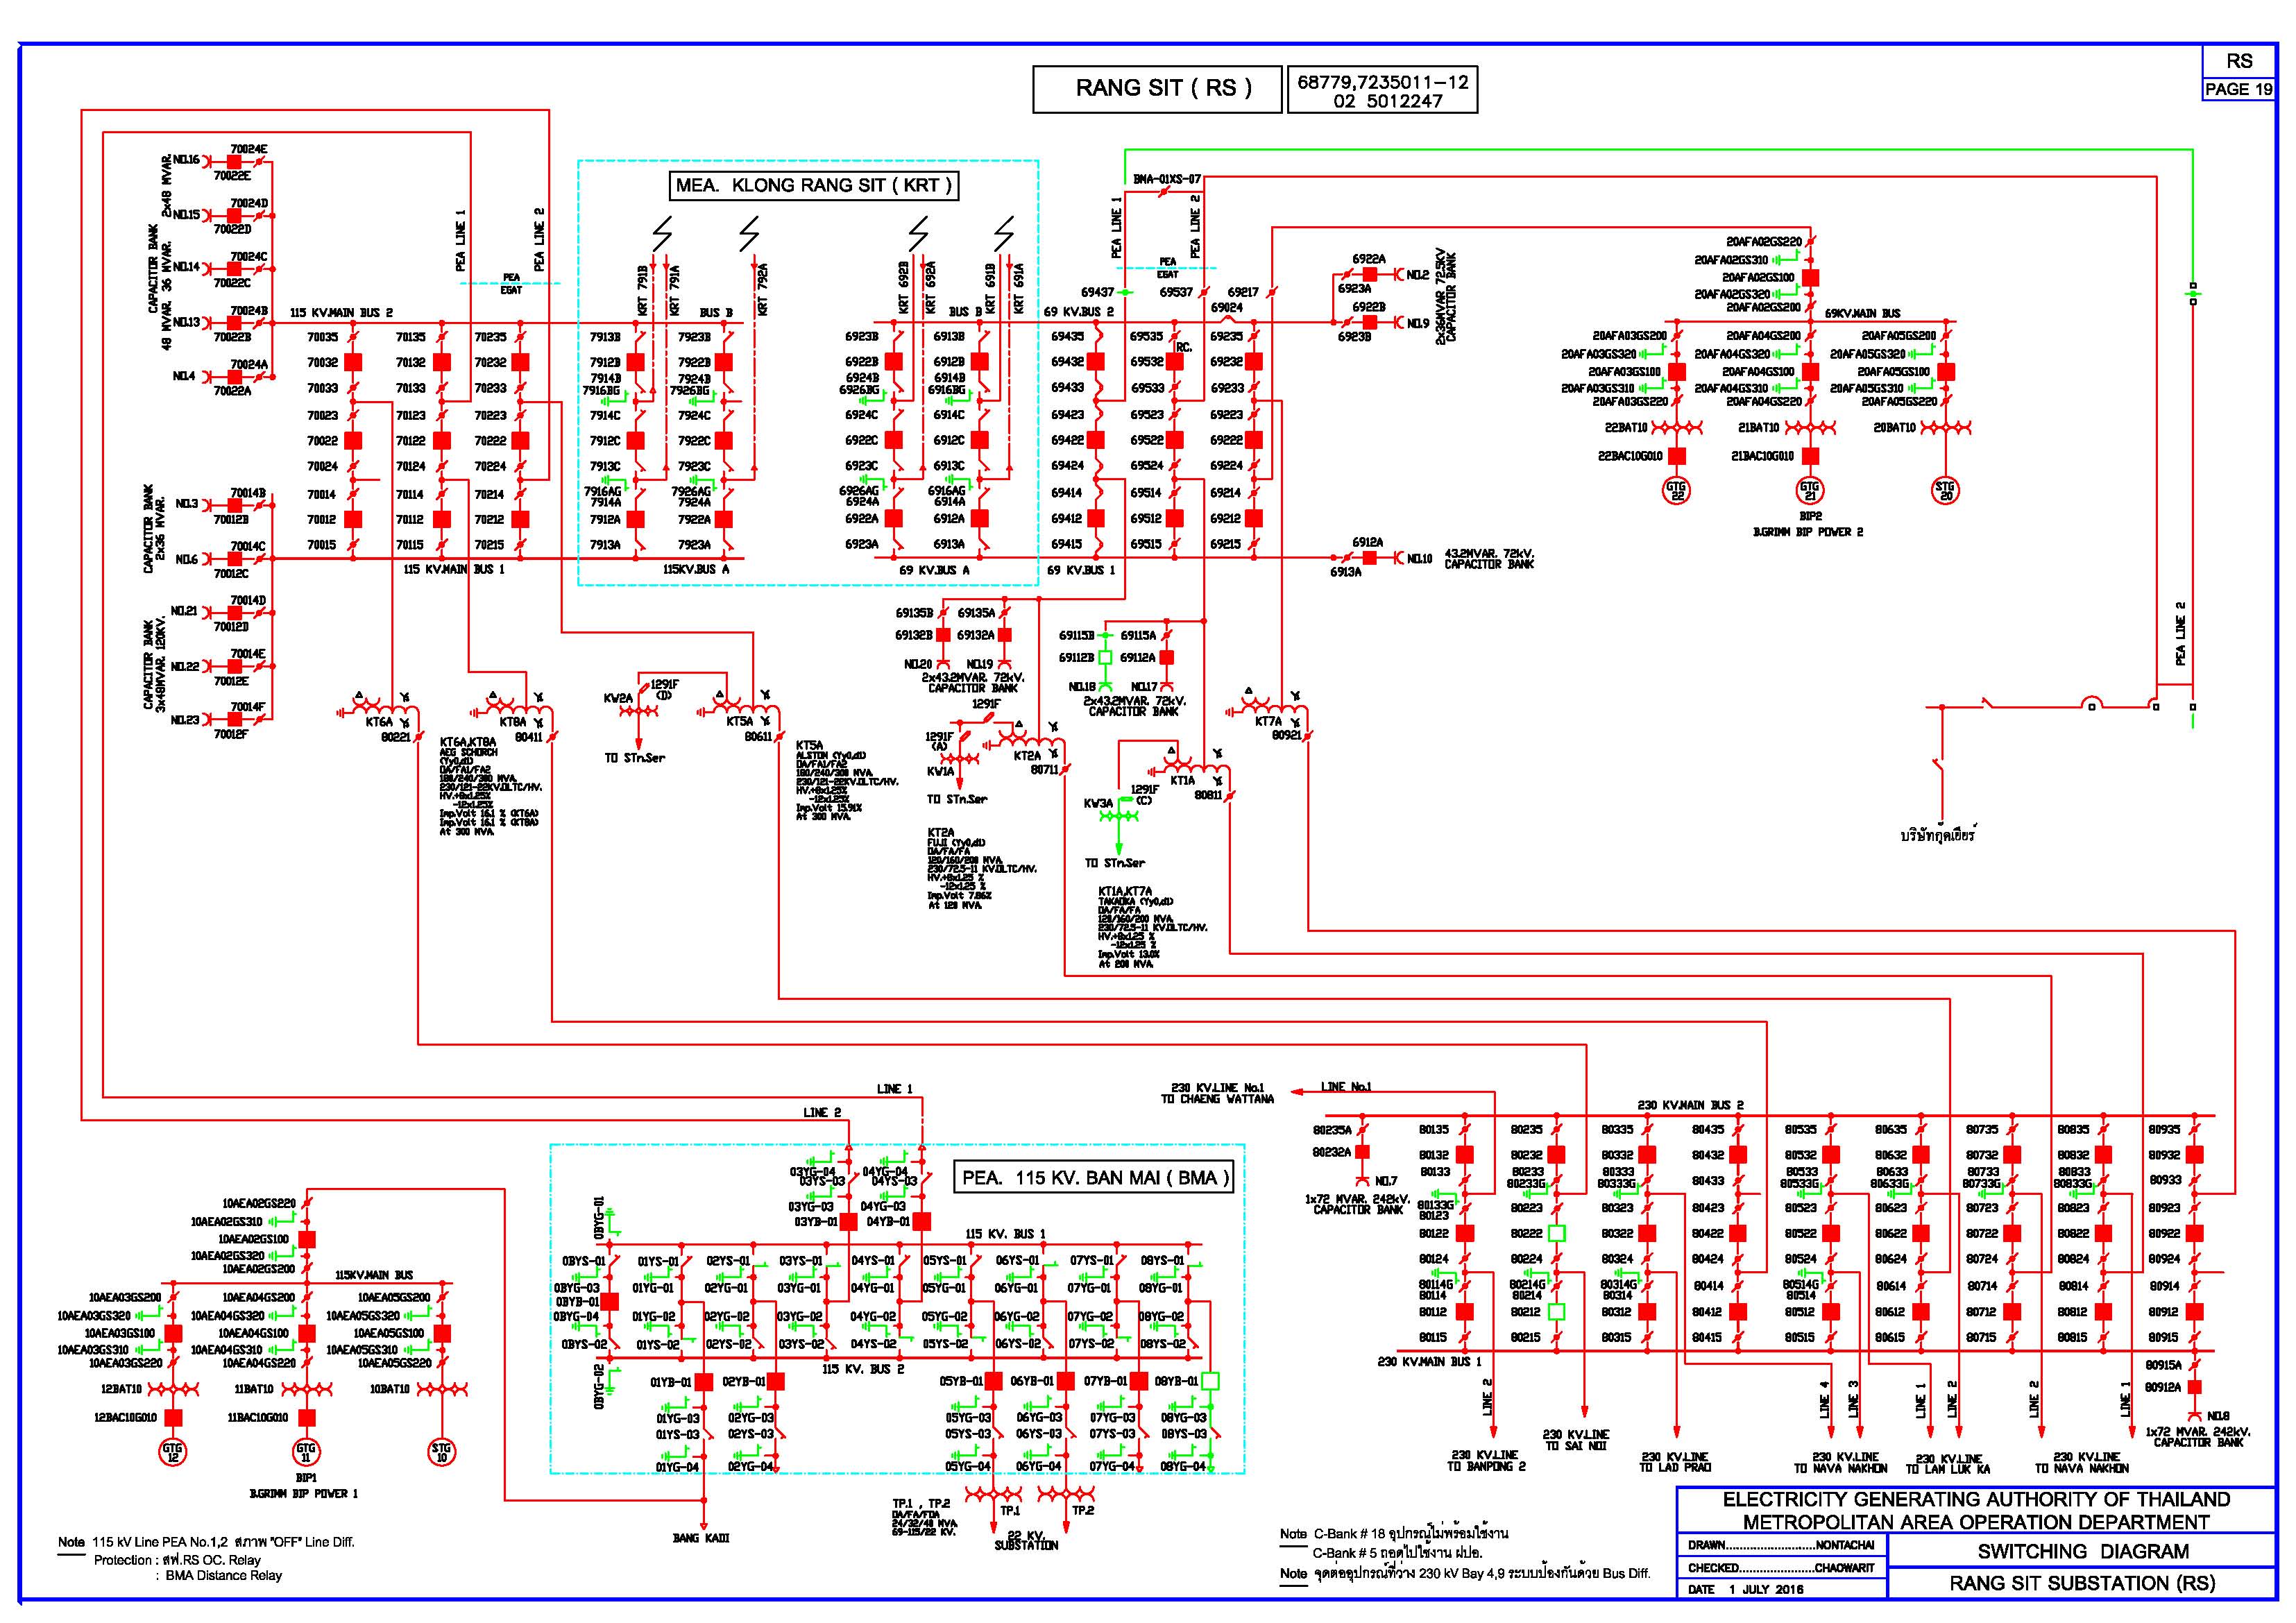 RS
PAGE 19
RANG SIT ( RS )
68779,7235011-12
02 5012247
MEA. KLONG RANG SIT ( KRT )
CAPACITOR BANK
48 MVAR. 36 MVAR. 2x48 MVAR.
NO.16
70024E
70022E
NO.15
70024D
70022D
NO.14
70024C
70022C
NO.13
70024B
70022B
NO.4
70024A
70022A
CAPACITOR BANK
2x36 MVAR.
NO.3
70014B
70012B
NO.6
70014C
70012C
CAPACITOR BANK
3x48MVAR. 120KV.
NO.21
70014D
70012D
NO.22
70014E
70012E
NO.23
70014F
70012F
PEA LINE 1
PEA LINE 2
PEA
EGAT
115 KV.MAIN BUS 2
BUS B
70035 70135 70235
70032 70132 70232
70033 70133 70233
70023 70123 70223
70022 70122 70222
70024 70124 70224
70014 70114 70214
70012 70112 70212
70015 70115 70215
115 KV.MAIN BUS 1
115KV.BUS A
KRT 791B
KRT 791A
KRT 792A
7913B 7923B
7912B 7922B
7914B 7924B
7916BG 7926BG
7914C 7924C
7912C 7922C
7913C 7923C
7916AG 7926AG
7914A 7924A
7912A 7922A
7913A 7923A
KRT 692B
KRT 692A
KRT 691B
KRT 691A
BUS B
69 KV.BUS 2
6923B 6913B
6922B 6912B
6924B 6914B
6926BG 6916BG
6924C 6914C
6922C 6912C
6923C 6913C
6926AG 6916AG
6924A 6914A
6922A 6912A
6923A 6913A
69 KV.BUS A
69 KV.BUS 1
BMA-01XS-07
PEA LINE 1
PEA LINE 2
PEA
EGAT
69437 69537 69217
69024
69435 69535 69235
RC.
69432 69532 69232
69433 69533 69233
69423 69523 69223
69422 69522 69222
69424 69524 69224
69414 69514 69214
69412 69512 69212
69415 69515 69215
6922A
6923A
NO.2
6922B
6923B
NO.9
2x36MVAR 72.5KV
CAPACITOR BANK
6912A
6913A
NO.10
43.2MVAR. 72kV.
CAPACITOR BANK
20AFA02GS220
20AFA02GS310
20AFA02GS100
20AFA02GS320
20AFA02GS200
69KV.MAIN BUS
20AFA03GS200 20AFA04GS200 20AFA05GS200
20AFA03GS320 20AFA04GS320 20AFA05GS320
20AFA03GS100 20AFA04GS100 20AFA05GS100
20AFA03GS310 20AFA04GS310 20AFA05GS310
20AFA03GS220 20AFA04GS220 20AFA05GS220
22BAT10 21BAT10 20BAT10
22BAC10G010 21BAC10G010
GTG 22
GTG 21
STG 20
BIP2
B.GRIMM BIP POWER 2
PEA LINE 2
บริษัทกู๊ดเยียร์
69135B 69135A
69132B 69132A
NO.20 NO.19
2x43.2MVAR. 72kV.
CAPACITOR BANK
69115B 69115A
69112B 69112A
NO.18 NO.17
2x43.2MVAR. 72kV.
CAPACITOR BANK
KT6A
80221
KT8A
80411
KT6A,KT8A
AEG SCHORCH
(Yy0,d1)
OA/FA1/FA2
180/240/300 MVA.
230/121-22KV.OLTC/HV.
HV.+8x1.25%
-12x1.25%
Imp.Volt 16.1 % (KT6A)
Imp.Volt 16.1 % (KT8A)
At 300 MVA.
KW2A
1291F
(D)
TO STn.Ser
KT5A
80611
KT5A
ALSTOM (Yy0,d1)
OA/FA1/FA2
180/240/300 MVA.
230/121-22KV.OLTC/HV.
HV.+8x1.25%
-12x1.25%
Imp.Volt 15.91%
At 300 MVA.
1291F
1291F
(A)
KW1A
TO STn.Ser
KT2A
80711
KT2A
FUJI (Yy0,d1)
OA/FA/FA
120/160/200 MVA.
230/72.5-11 KV.OLTC/HV.
HV.+8x1.25 %
-12x1.25 %
Imp.Volt 7.86%
At 120 MVA.
KW3A
1291F
(C)
TO STn.Ser
KT1A
80811
KT7A
80921
KT1A,KT7A
TAKAOKA (Yy0,d1)
OA/FA/FA
120/160/200 MVA.
230/72.5-11 KV.OLTC/HV.
HV.+8x1.25 %
-12x1.25 %
Imp.Volt 13.0%
At 200 MVA.
LINE 1
LINE 2
PEA. 115 KV. BAN MAI ( BMA )
03YG-04 04YG-04
03YS-03 04YS-03
03YG-03 04YG-03
03YB-01 04YB-01
0BYG-01
115 KV. BUS 1
0BYS-01 01YS-01 02YS-01 03YS-01 04YS-01 05YS-01 06YS-01 07YS-01 08YS-01
0BYG-03 01YG-01 02YG-01 03YG-01 04YG-01 05YG-01 06YG-01 07YG-01 08YG-01
0BYB-01
0BYG-04 01YG-02 02YG-02 03YG-02 04YG-02 05YG-02 06YG-02 07YG-02 08YG-02
0BYS-02 01YS-02 02YS-02 03YS-02 04YS-02 05YS-02 06YS-02 07YS-02 08YS-02
115 KV. BUS 2
0BYG-02
01YB-01 02YB-01 05YB-01 06YB-01 07YB-01 08YB-01
01YG-03 02YG-03 05YG-03 06YG-03 07YG-03 08YG-03
01YS-03 02YS-03 05YS-03 06YS-03 07YS-03 08YS-03
01YG-04 02YG-04 05YG-04 06YG-04 07YG-04 08YG-04
BANG KADI
TP.1 , TP.2
OA/FA/FOA
24/32/40 MVA.
69-115/22 KV.
TP.1
TP.2
22 KV.
SUBSTATION
10AEA02GS220
10AEA02GS310
10AEA02GS100
10AEA02GS320
10AEA02GS200
115KV.MAIN BUS
10AEA03GS200 10AEA04GS200 10AEA05GS200
10AEA03GS320 10AEA04GS320 10AEA05GS320
10AEA03GS100 10AEA04GS100 10AEA05GS100
10AEA03GS310 10AEA04GS310 10AEA05GS310
10AEA03GS220 10AEA04GS220 10AEA05GS220
12BAT10 11BAT10 10BAT10
12BAC10G010 11BAC10G010
GTG 12
GTG 11
STG 10
BIP1
B.GRIMM BIP POWER 1
230 KV.LINE No.1
TO CHAENG WATTANA
LINE No.1
230 KV.MAIN BUS 2
80235A
80232A
NO.7
1x72 MVAR. 242kV.
CAPACITOR BANK
80135 80235 80335 80435 80535 80635 80735 80835 80935
80132 80232 80332 80432 80532 80632 80732 80832 80932
80133 80233 80333 80433 80533 80633 80733 80833 80933
80133G 80233G 80333G 80533G 80633G 80733G 80833G
80123 80223 80323 80423 80523 80623 80723 80823 80923
80122 80222 80322 80422 80522 80622 80722 80822 80922
80124 80224 80324 80424 80524 80624 80724 80824 80924
80114G 80214G 80314G 80514G
80114 80214 80314 80414 80514 80614 80714 80814 80914
80112 80212 80312 80412 80512 80612 80712 80812 80912
80115 80215 80315 80415 80515 80615 80715 80815 80915
230 KV.MAIN BUS 1
80915A
80912A
NO.8
1x72 MVAR. 242kV.
CAPACITOR BANK
LINE 2
LINE 4
LINE 3
LINE 1
LINE 2
LINE 2
LINE 1
230 KV.LINE
TO BANPONG 2
230 KV.LINE
TO SAI NOI
230 KV.LINE
TO LAD PRAO
230 KV.LINE
TO NAVA NAKHON
230 KV.LINE
TO LAM LUK KA
230 KV.LINE
TO NAVA NAKHON
Note 115 kV Line PEA No.1,2 สภาพ "OFF" Line Diff.
Protection : สฟ.RS OC. Relay
: BMA Distance Relay
Note C-Bank # 18 อุปกรณ์ไม่พร้อมใช้งาน
C-Bank # 5 ถอดไปใช้งาน ฝปอ.
Note จุดต่ออุปกรณ์ที่ว่าง 230 kV Bay 4,9 ระบบป้องกันด้วย Bus Diff.
ELECTRICITY GENERATING AUTHORITY OF THAILAND
METROPOLITAN AREA OPERATION DEPARTMENT
DRAWN..........................NONTACHAI
CHECKED......................CHAOWARIT
DATE 1 JULY 2016
SWITCHING DIAGRAM
RANG SIT SUBSTATION (RS)